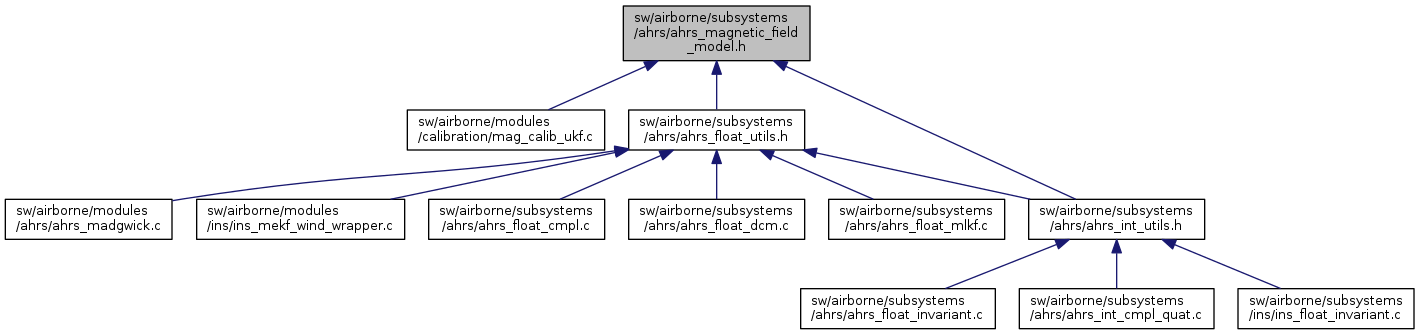 sw/airborne/subsystems
/ahrs/ahrs_magnetic_field
_model.h
sw/airborne/modules
/calibration/mag_calib_ukf.c
sw/airborne/subsystems
/ahrs/ahrs_float_utils.h
sw/airborne/modules
/ahrs/ahrs_madgwick.c
sw/airborne/modules
/ins/ins_mekf_wind_wrapper.c
sw/airborne/subsystems
/ahrs/ahrs_float_cmpl.c
sw/airborne/subsystems
/ahrs/ahrs_float_dcm.c
sw/airborne/subsystems
/ahrs/ahrs_float_mlkf.c
sw/airborne/subsystems
/ahrs/ahrs_int_utils.h
sw/airborne/subsystems
/ahrs/ahrs_float_invariant.c
sw/airborne/subsystems
/ahrs/ahrs_int_cmpl_quat.c
sw/airborne/subsystems
/ins/ins_float_invariant.c